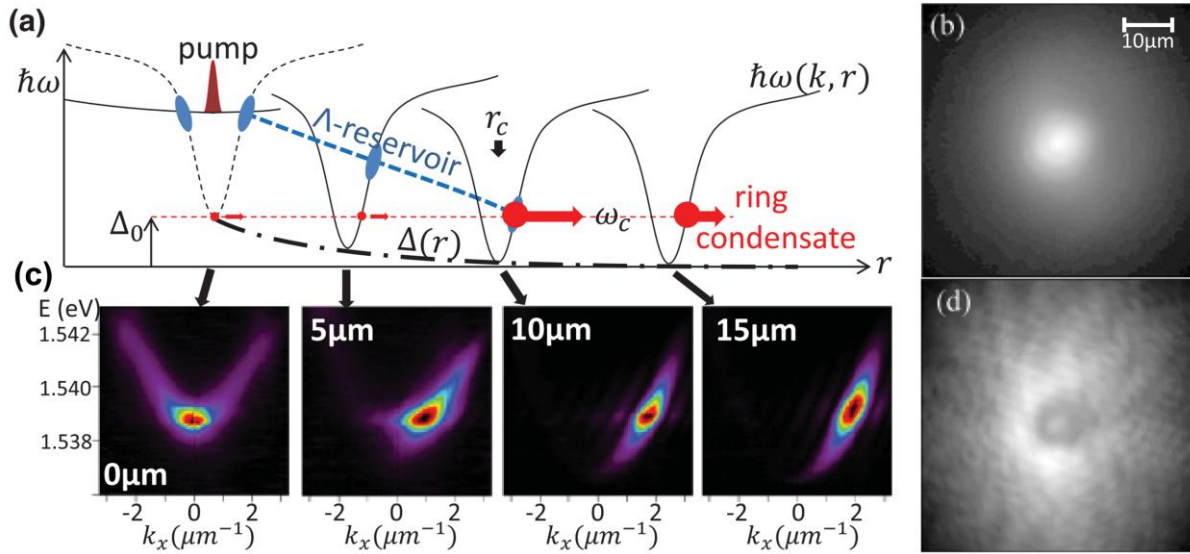 (a)
pump
ħω
ħω(k, r)
Λ-reservoir
r_c
ring
ω_c
condensate
Δ_0
Δ(r)
r
(b)
10μm
(c)
E (eV)
1.542
1.540
1.538
0μm
5μm
10μm
15μm
-2 0 2
-2 0 2
-2 0 2
-2 0 2
k_x(μm⁻¹)
k_x(μm⁻¹)
k_x(μm⁻¹)
k_x(μm⁻¹)
(d)